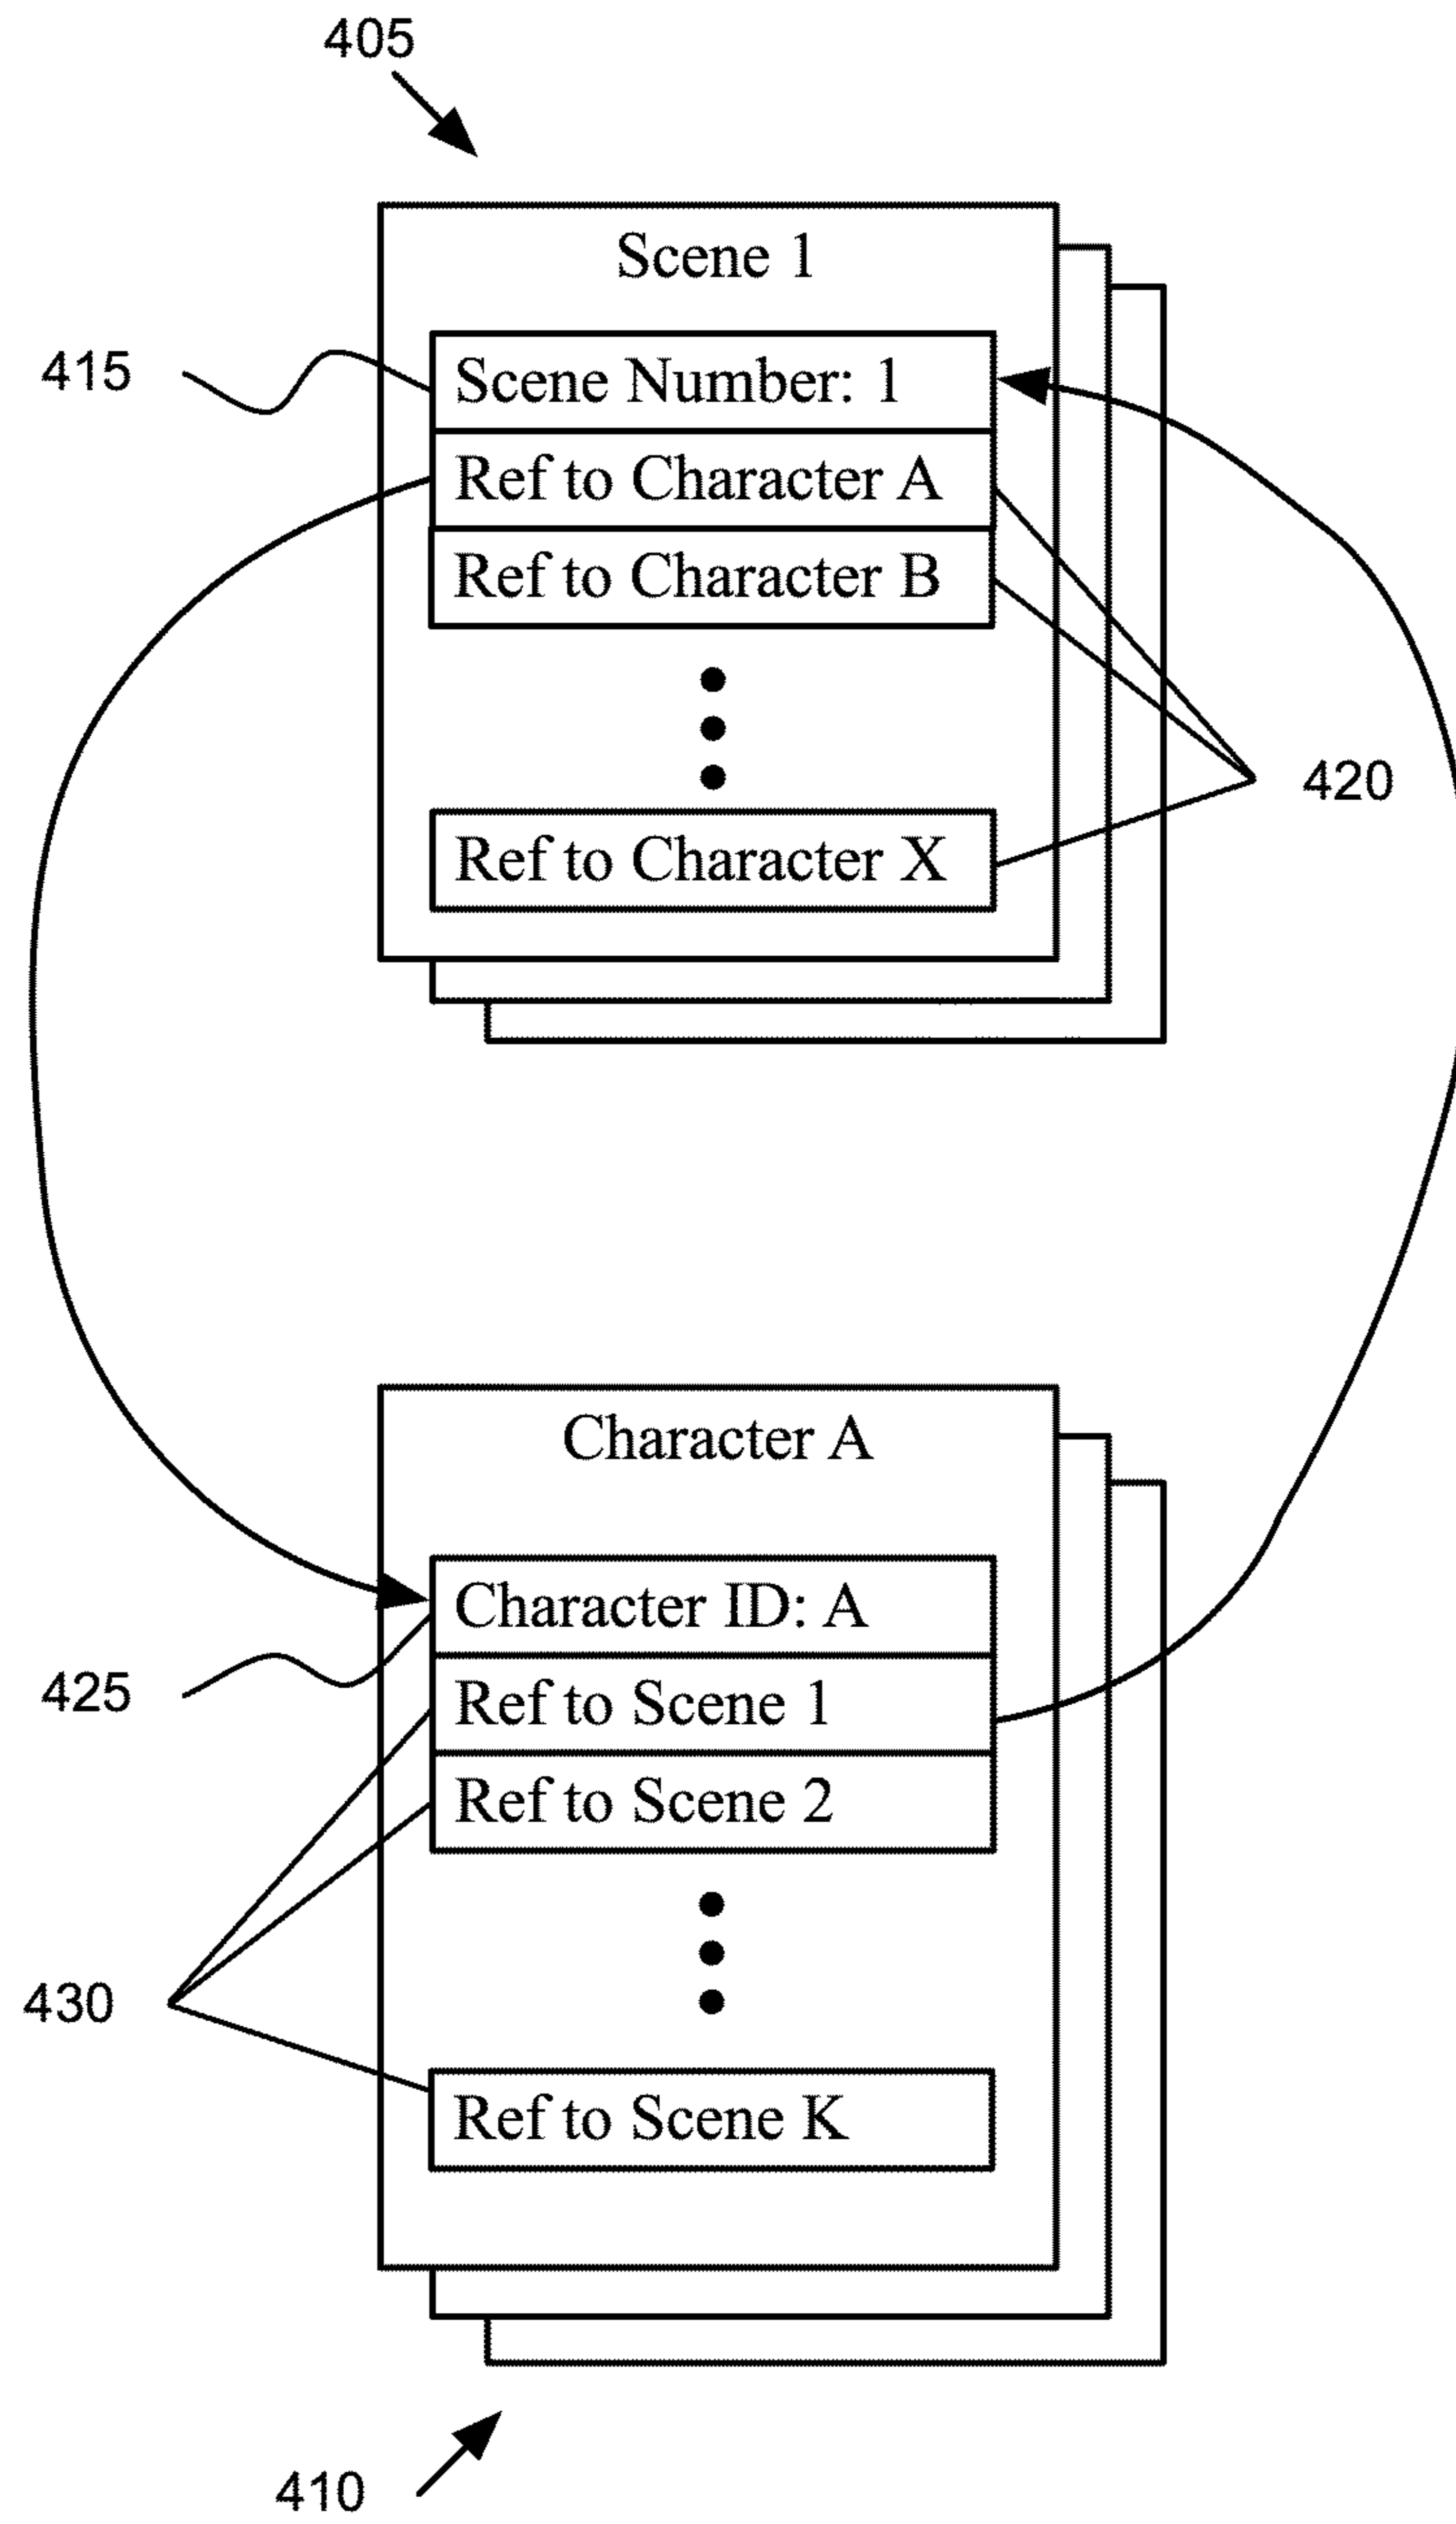 405
Scene 1
415
Scene Number: 1
Ref to Character A
Ref to Character B
420
Ref to Character X
Character A
Character ID: A
425
Ref to Scene 1
Ref to Scene 2
430
Ref to Scene K
410